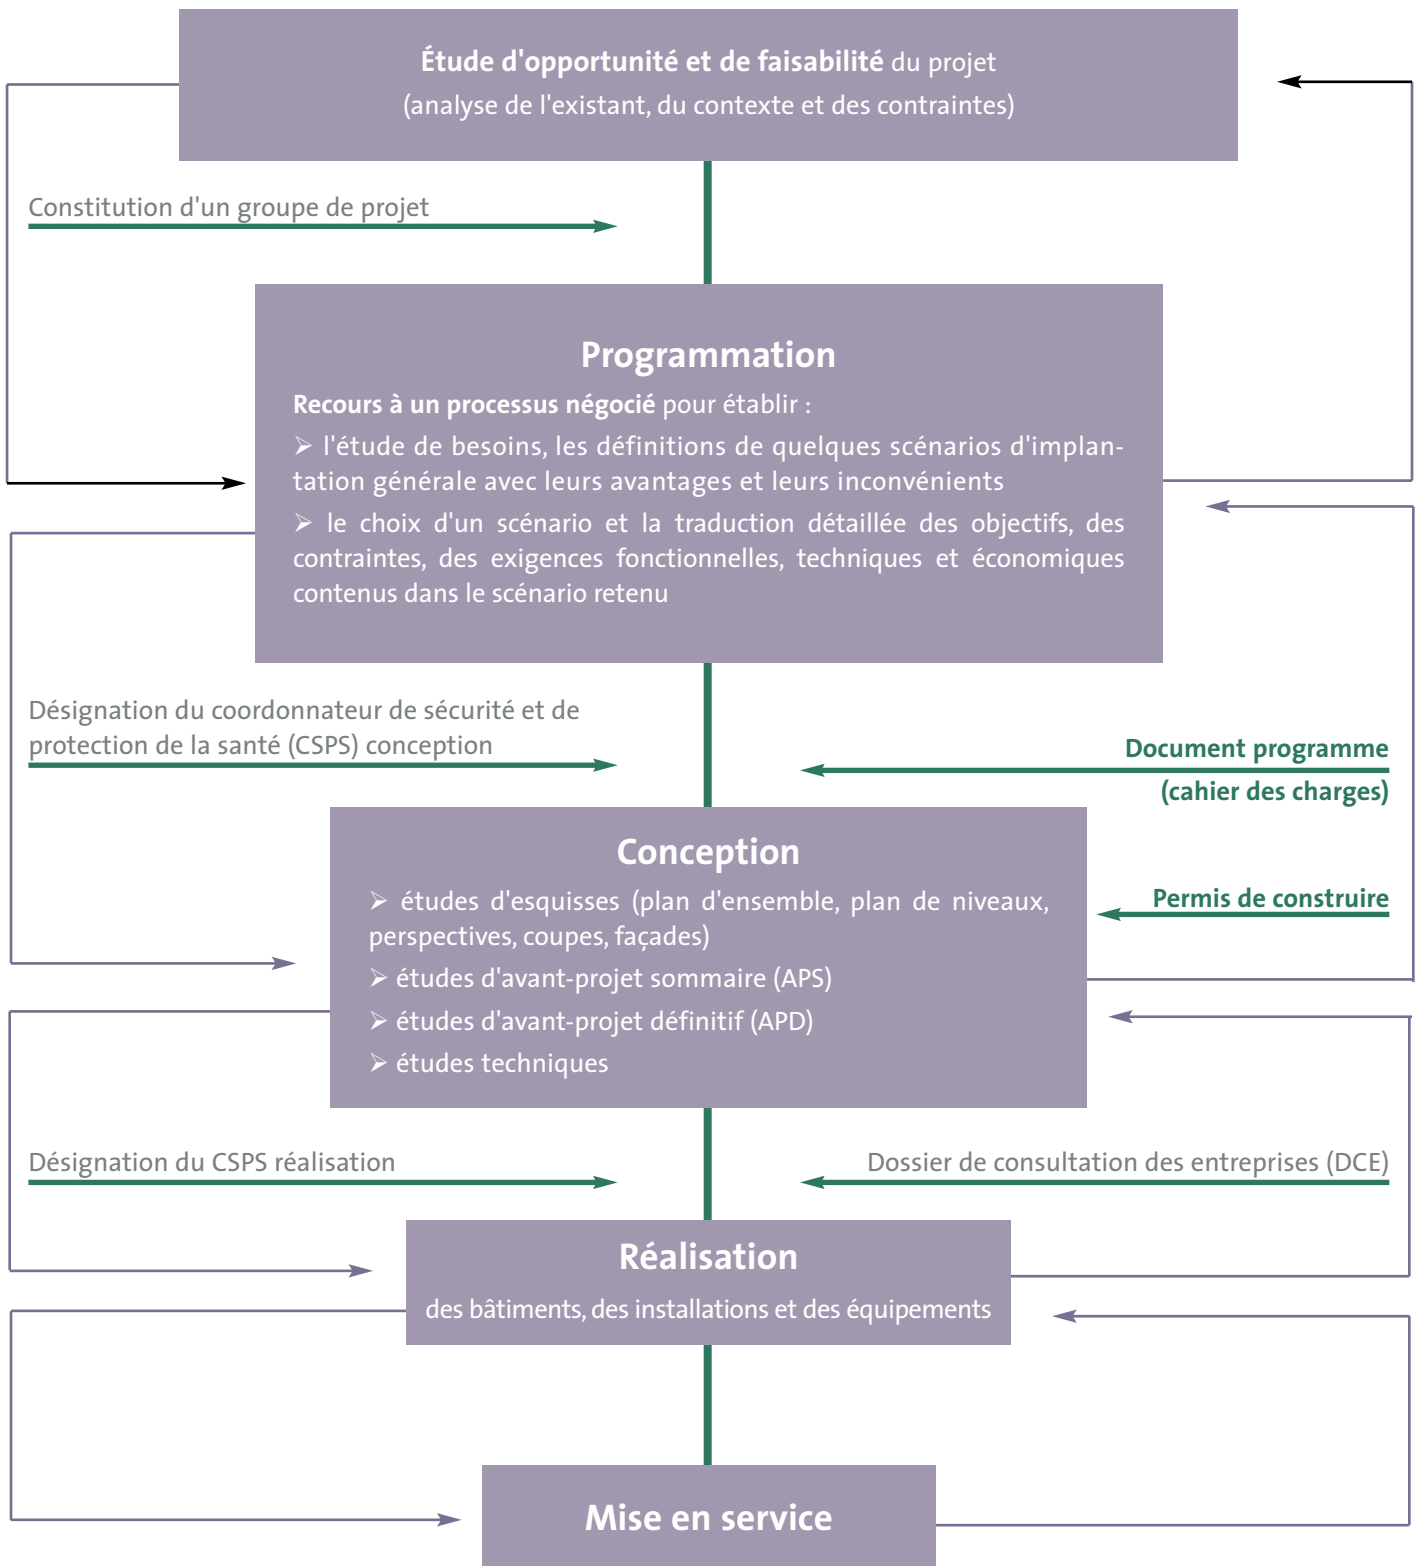 Étude d'opportunité et de faisabilité du projet
(analyse de l'existant, du contexte et des contraintes)
Constitution d'un groupe de projet
Programmation
Recours à un processus négocié pour établir :
➢ l'étude de besoins, les définitions de quelques scénarios d'implan-
tation générale avec leurs avantages et leurs inconvénients
➢ le choix d'un scénario et la traduction détaillée des objectifs, des
contraintes, des exigences fonctionnelles, techniques et économiques
contenus dans le scénario retenu
Désignation du coordonnateur de sécurité et de
protection de la santé (CSPS) conception
Document programme
(cahier des charges)
Conception
➢ études d'esquisses (plan d'ensemble, plan de niveaux,
perspectives, coupes, façades)
➢ études d'avant-projet sommaire (APS)
➢ études d'avant-projet définitif (APD)
➢ études techniques
Permis de construire
Désignation du CSPS réalisation
Dossier de consultation des entreprises (DCE)
Réalisation
des bâtiments, des installations et des équipements
Mise en service